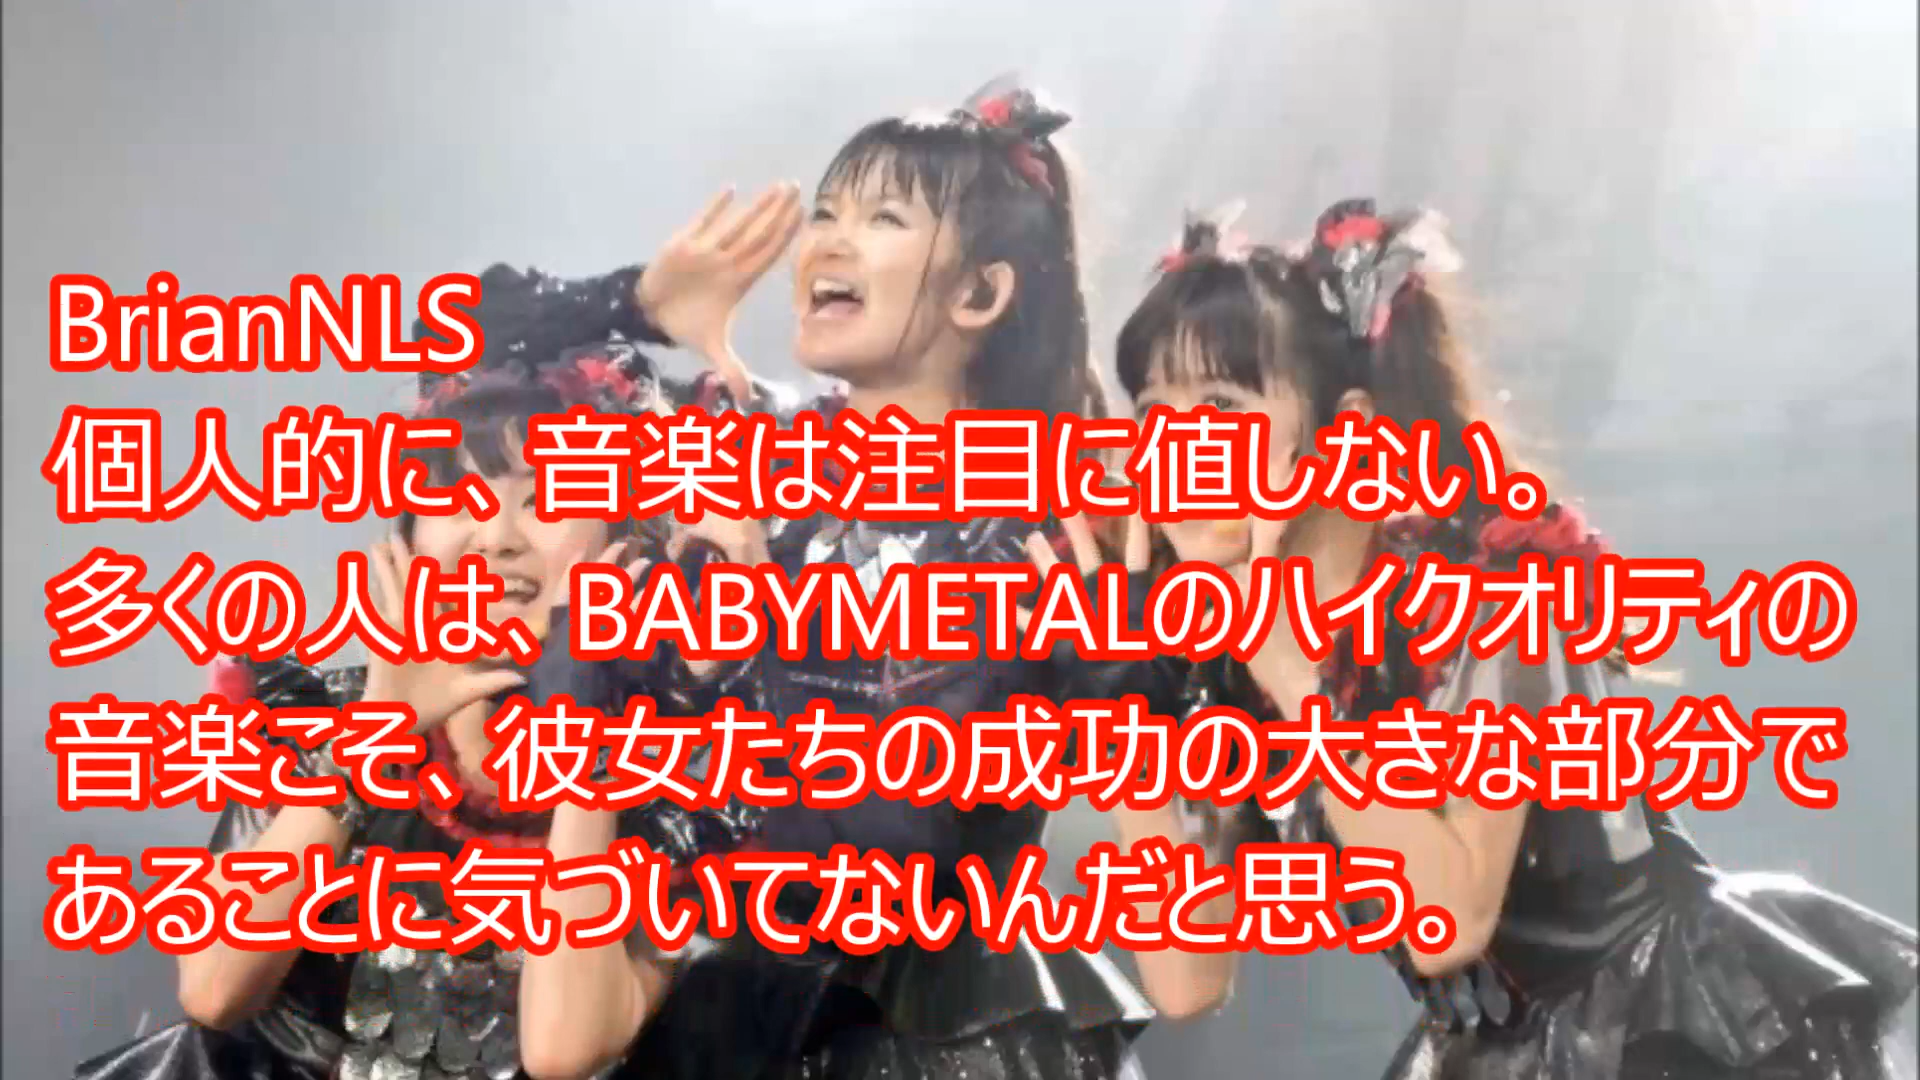 BrianNLS
個人的に、音楽は注目に値しない。
多くの人は、BABYMETALのハイクオリティの
音楽こそ、彼女たちの成功の大きな部分で
あることに気づいてないんだと思う。